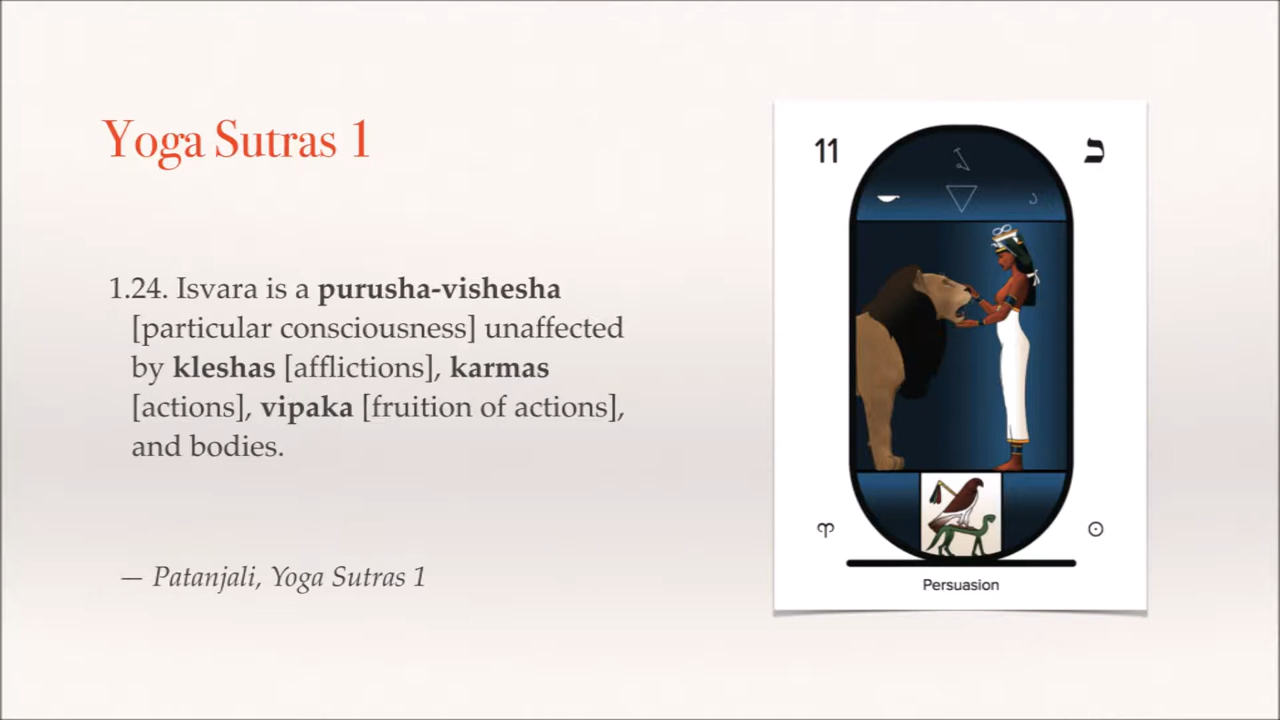 Yoga Sutras 1
1.24. Isvara is a purusha-vishesha
[particular consciousness] unaffected
by kleshas [afflictions], karmas
[actions], vipaka [fruition of actions],
and bodies.
— Patanjali, Yoga Sutras 1
11
כ
♈︎
☉
Persuasion